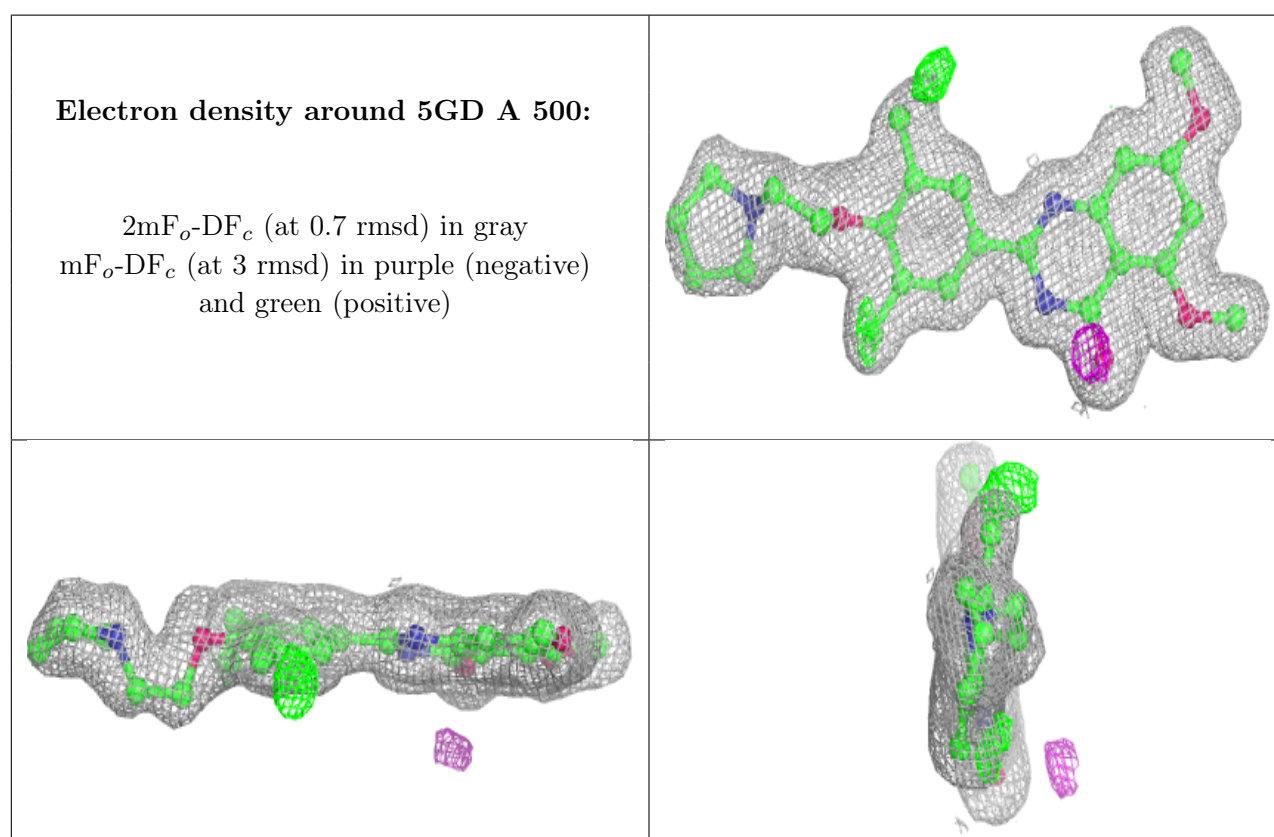 Electron density around 5GD A 500:
2mFₒ-DF𝒸 (at 0.7 rmsd) in gray
mFₒ-DF𝒸 (at 3 rmsd) in purple (negative)
and green (positive)